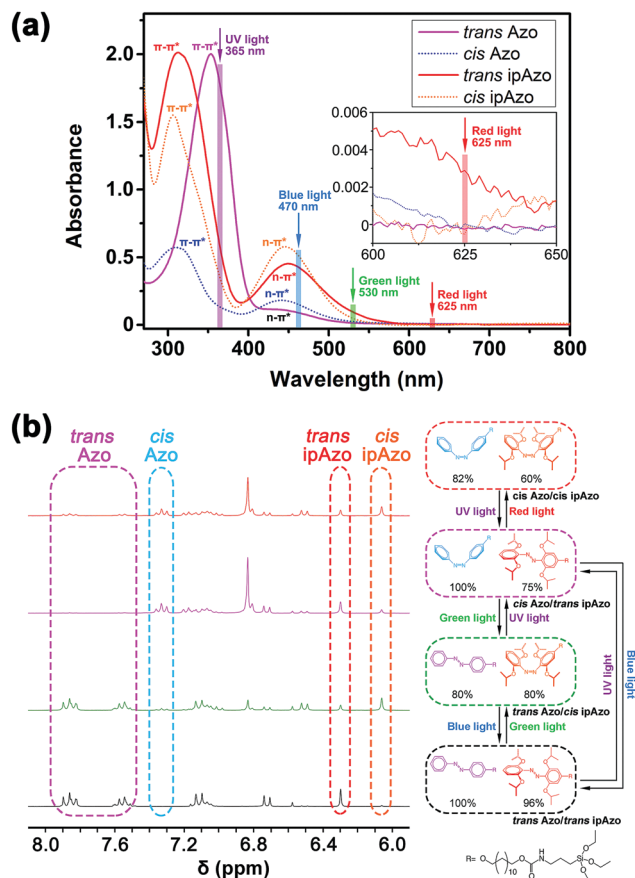 (a)
Absorbance
2.0
1.5
1.0
0.5
0
300 400 500 600 700 800
Wavelength (nm)
π-π*
π-π*
π-π*
π-π*
n-π*
n-π*
n-π*
n-π*
UV light
365 nm
Blue light
470 nm
Green light
530 nm
Red light
625 nm
trans Azo
cis Azo
trans ipAzo
cis ipAzo
0.006
0.004
0.002
0
600 625 650
Red light
625 nm
(b)
trans
Azo
cis
Azo
trans
ipAzo
cis
ipAzo
8.0 7.6 7.2 6.8 6.4 6.0
δ (ppm)
82% 60%
cis Azo/cis ipAzo
UV light Red light
100% 75%
cis Azo/trans ipAzo
Green light UV light
80% 80%
trans Azo/cis ipAzo
Blue light Green light
100% 96%
trans Azo/trans ipAzo
UV light
Blue light
R=
O
10
O
O
H
N
Si
O
O
O